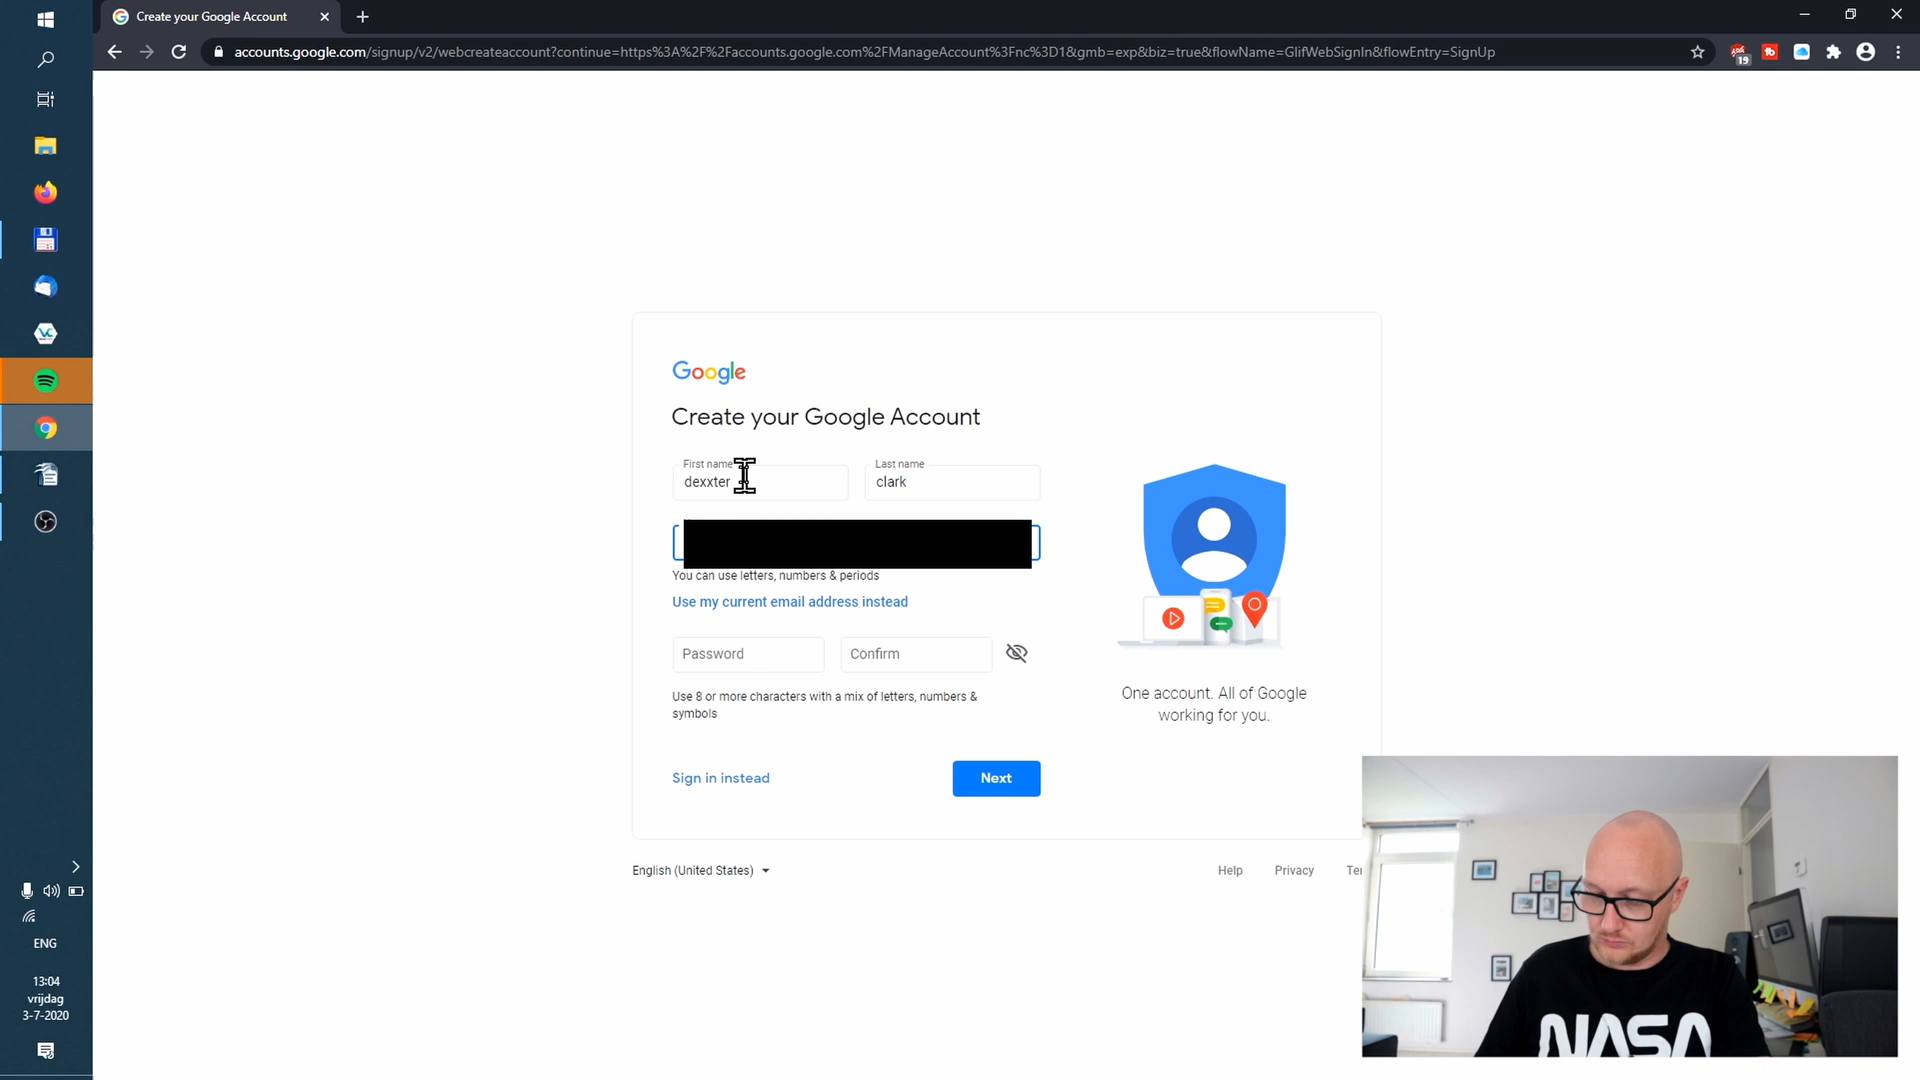 Create your Google Account
accounts.google.com/signup/v2/webcreateaccount?continue=https%3A%2F%2Faccounts.google.com%2FManageAccount%3Fnc%3D1&gmb=exp&biz=true&flowName=GlifWebSignIn&flowEntry=SignUp
19
Google
Create your Google Account
First name
Last name
dexxter
clark
You can use letters, numbers & periods
Use my current email address instead
Password
Confirm
Use 8 or more characters with a mix of letters, numbers &
symbols
One account. All of Google
working for you.
Sign in instead
Next
English (United States)
Help
Privacy
Ter
ENG
13:04
vrijdag
3-7-2020
NASA